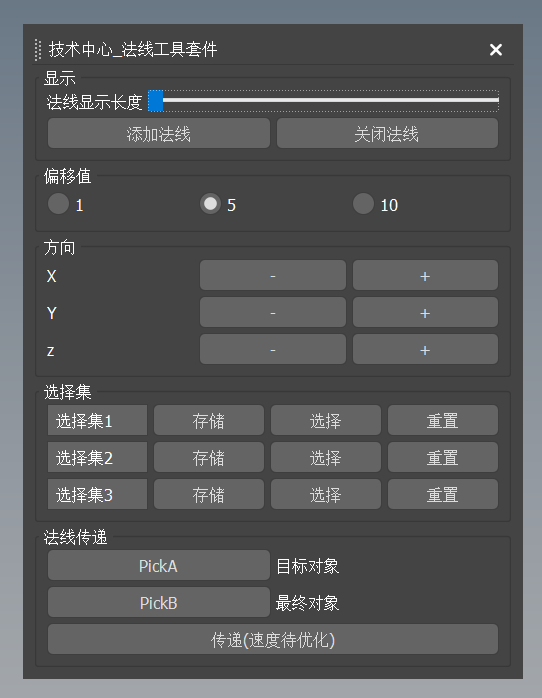 技术中心_法线工具套件
显示
法线显示长度
添加法线 关闭法线
偏移值
1 5 10
方向
X - +
Y - +
z - +
选择集
选择集1 存储 选择 重置
选择集2 存储 选择 重置
选择集3 存储 选择 重置
法线传递
PickA 目标对象
PickB 最终对象
传递(速度待优化)